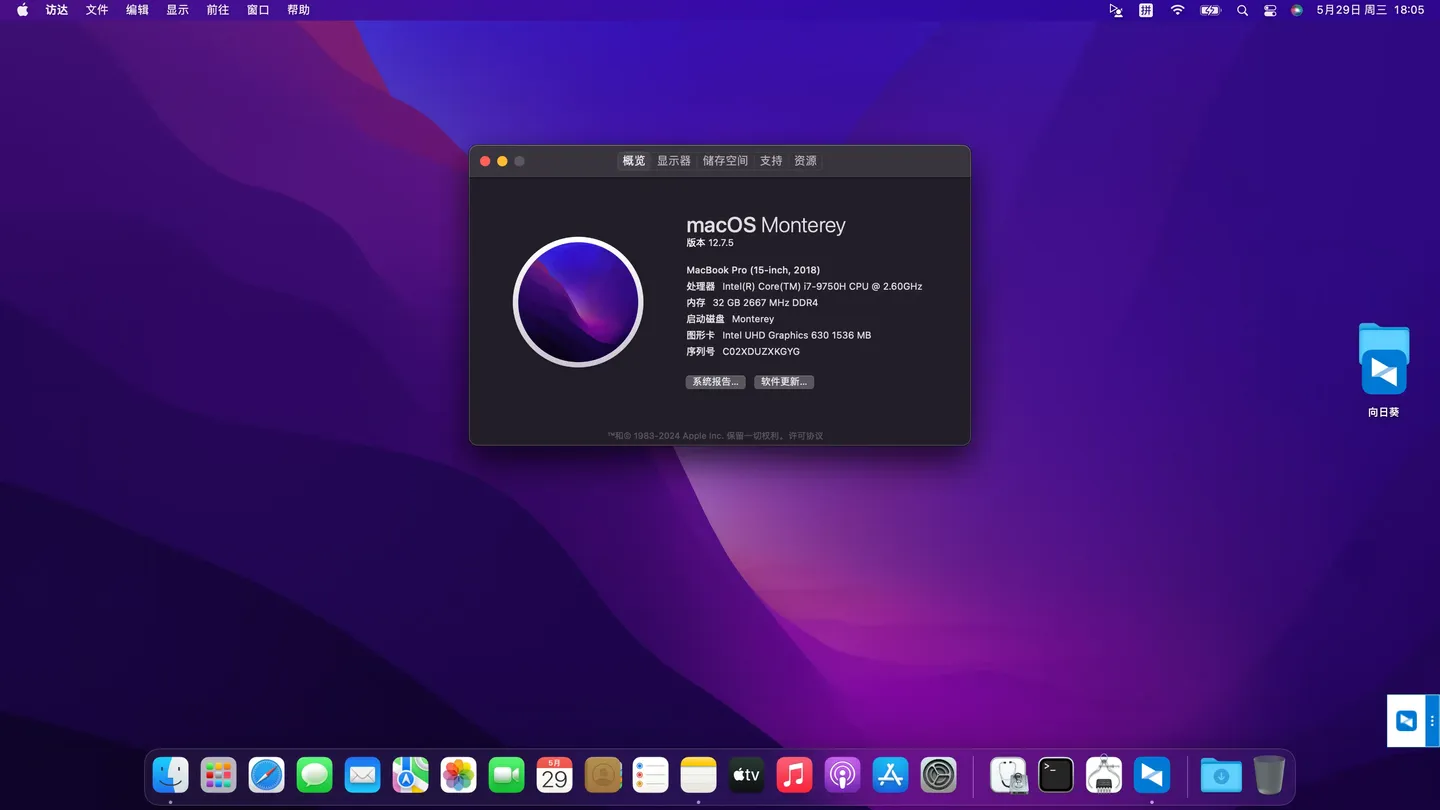 访达 文件 编辑 显示 前往 窗口 帮助
拼 5月29日 周三 18:05
概览 显示器 储存空间 支持 资源
macOS Monterey
版本 12.7.5
MacBook Pro (15-inch, 2018)
处理器 Intel(R) Core(TM) i7-9750H CPU @ 2.60GHz
内存 32 GB 2667 MHz DDR4
启动磁盘 Monterey
图形卡 Intel UHD Graphics 630 1536 MB
序列号 C02XDUZXKGYG
系统报告... 软件更新...
™和© 1983-2024 Apple Inc. 保留一切权利。许可协议
向日葵
5月
29
tv
>_